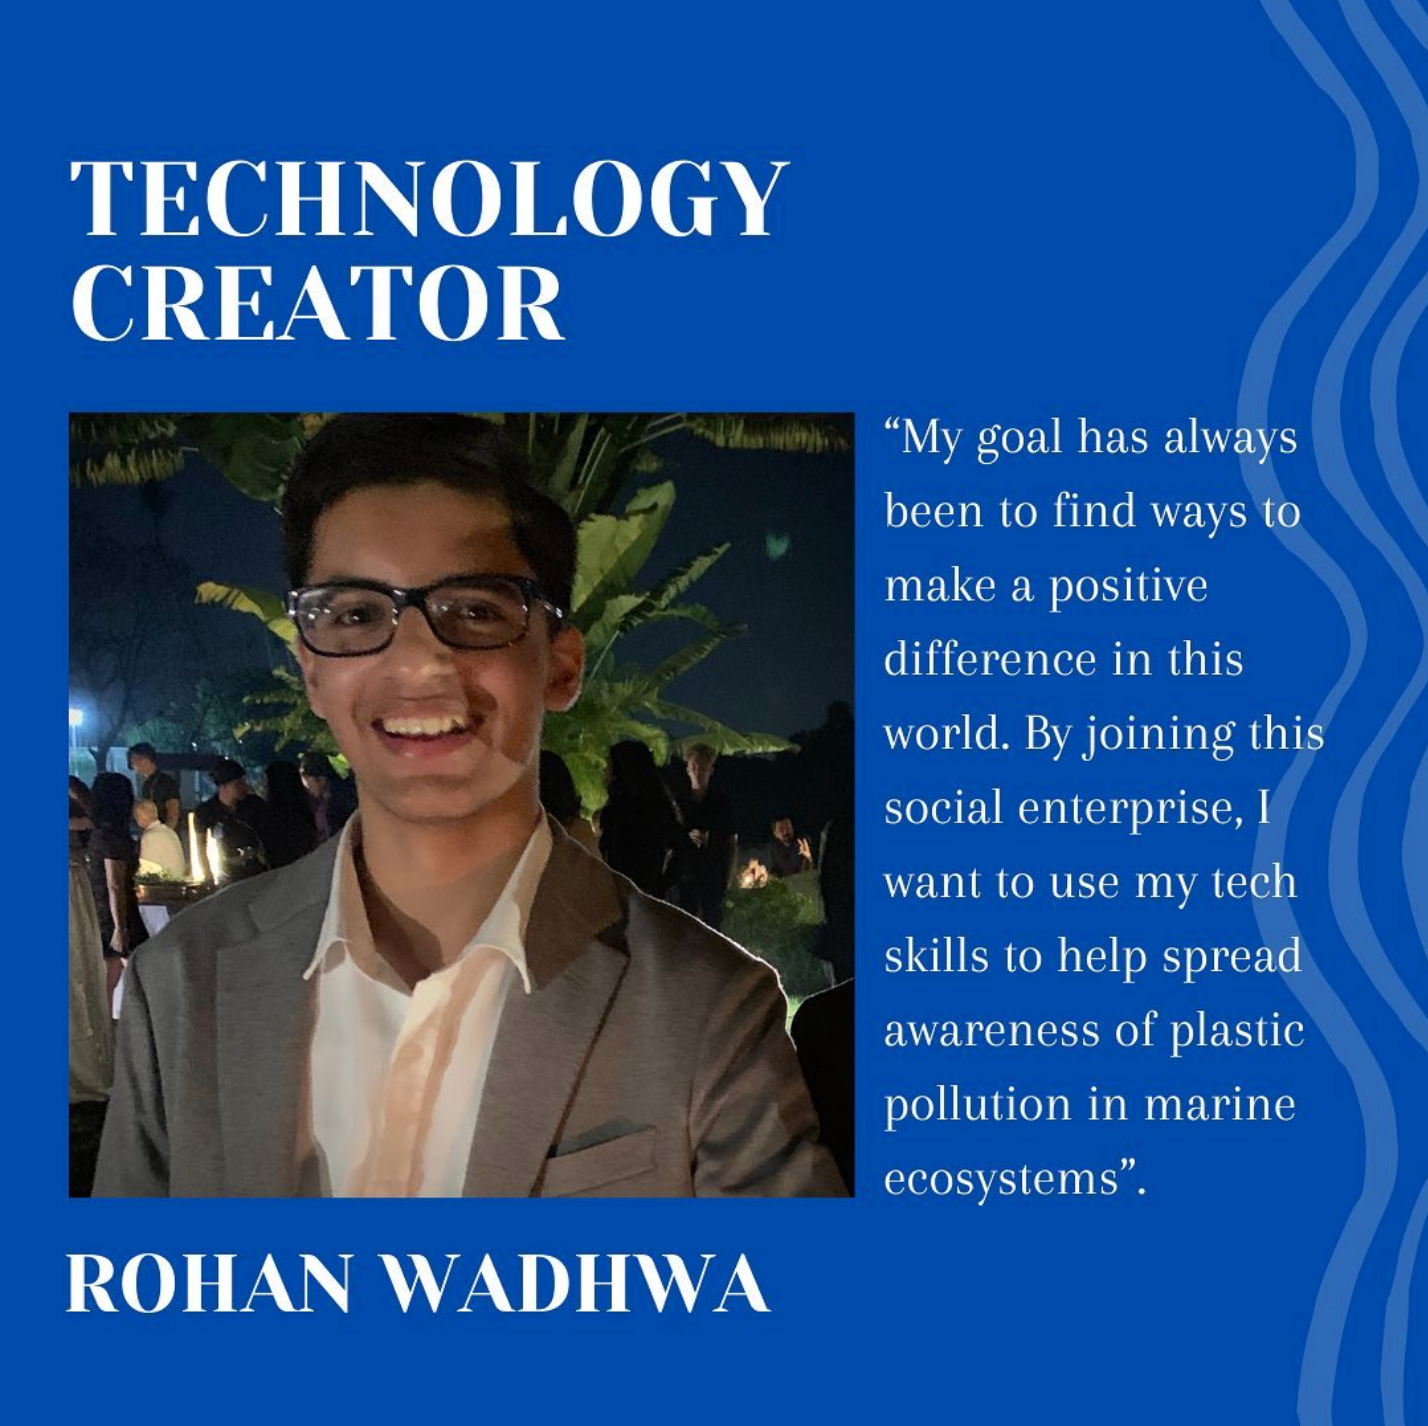 TECHNOLOGY
CREATOR
“My goal has always
been to find ways to
make a positive
difference in this
world. By joining this
social enterprise, I
want to use my tech
skills to help spread
awareness of plastic
pollution in marine
ecosystems”.
ROHAN WADHWA